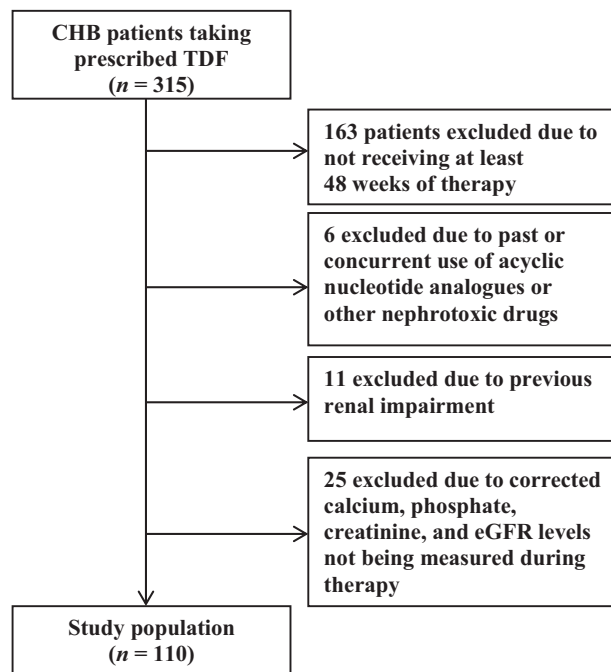 CHB patients taking
prescribed TDF
(n = 315)
163 patients excluded due to
not receiving at least
48 weeks of therapy
6 excluded due to past or
concurrent use of acyclic
nucleotide analogues or
other nephrotoxic drugs
11 excluded due to previous
renal impairment
25 excluded due to corrected
calcium, phosphate,
creatinine, and eGFR levels
not being measured during
therapy
Study population
(n = 110)